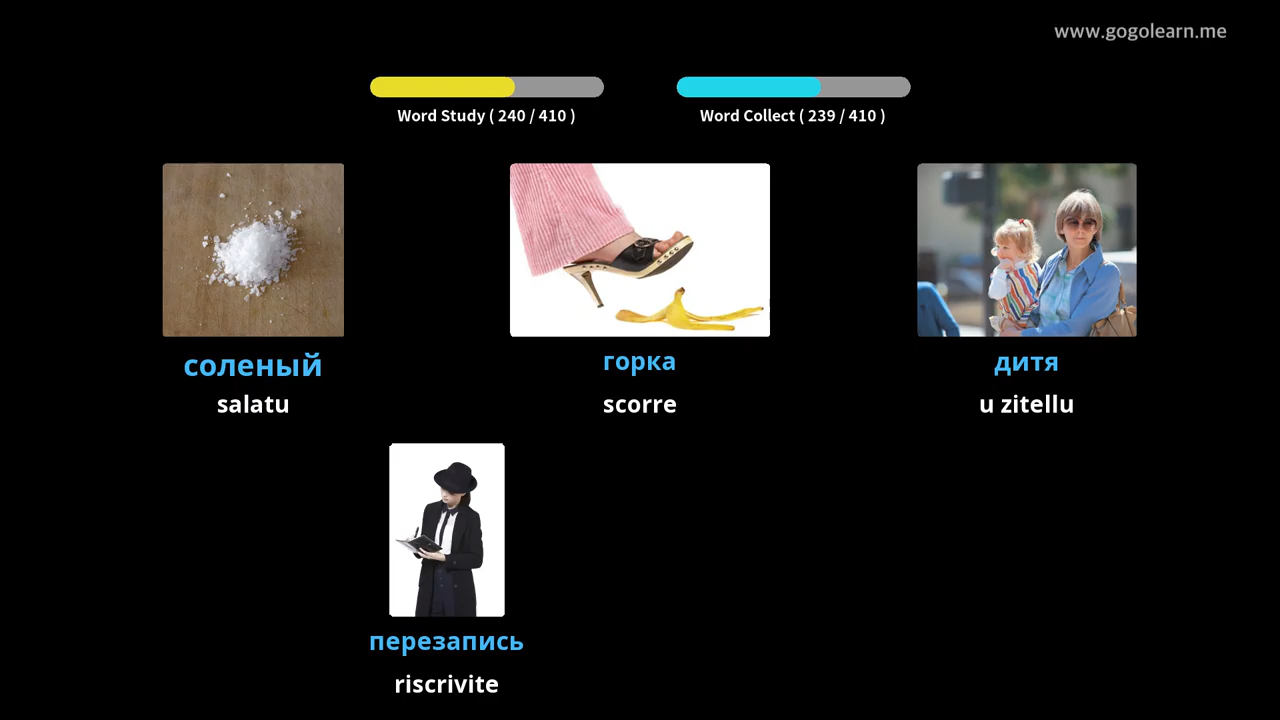 www.gogolearn.me
Word Study ( 240 / 410 )
Word Collect ( 239 / 410 )
соленый
salatu
горка
scorre
дитя
u zitellu
перезапись
riscrivite